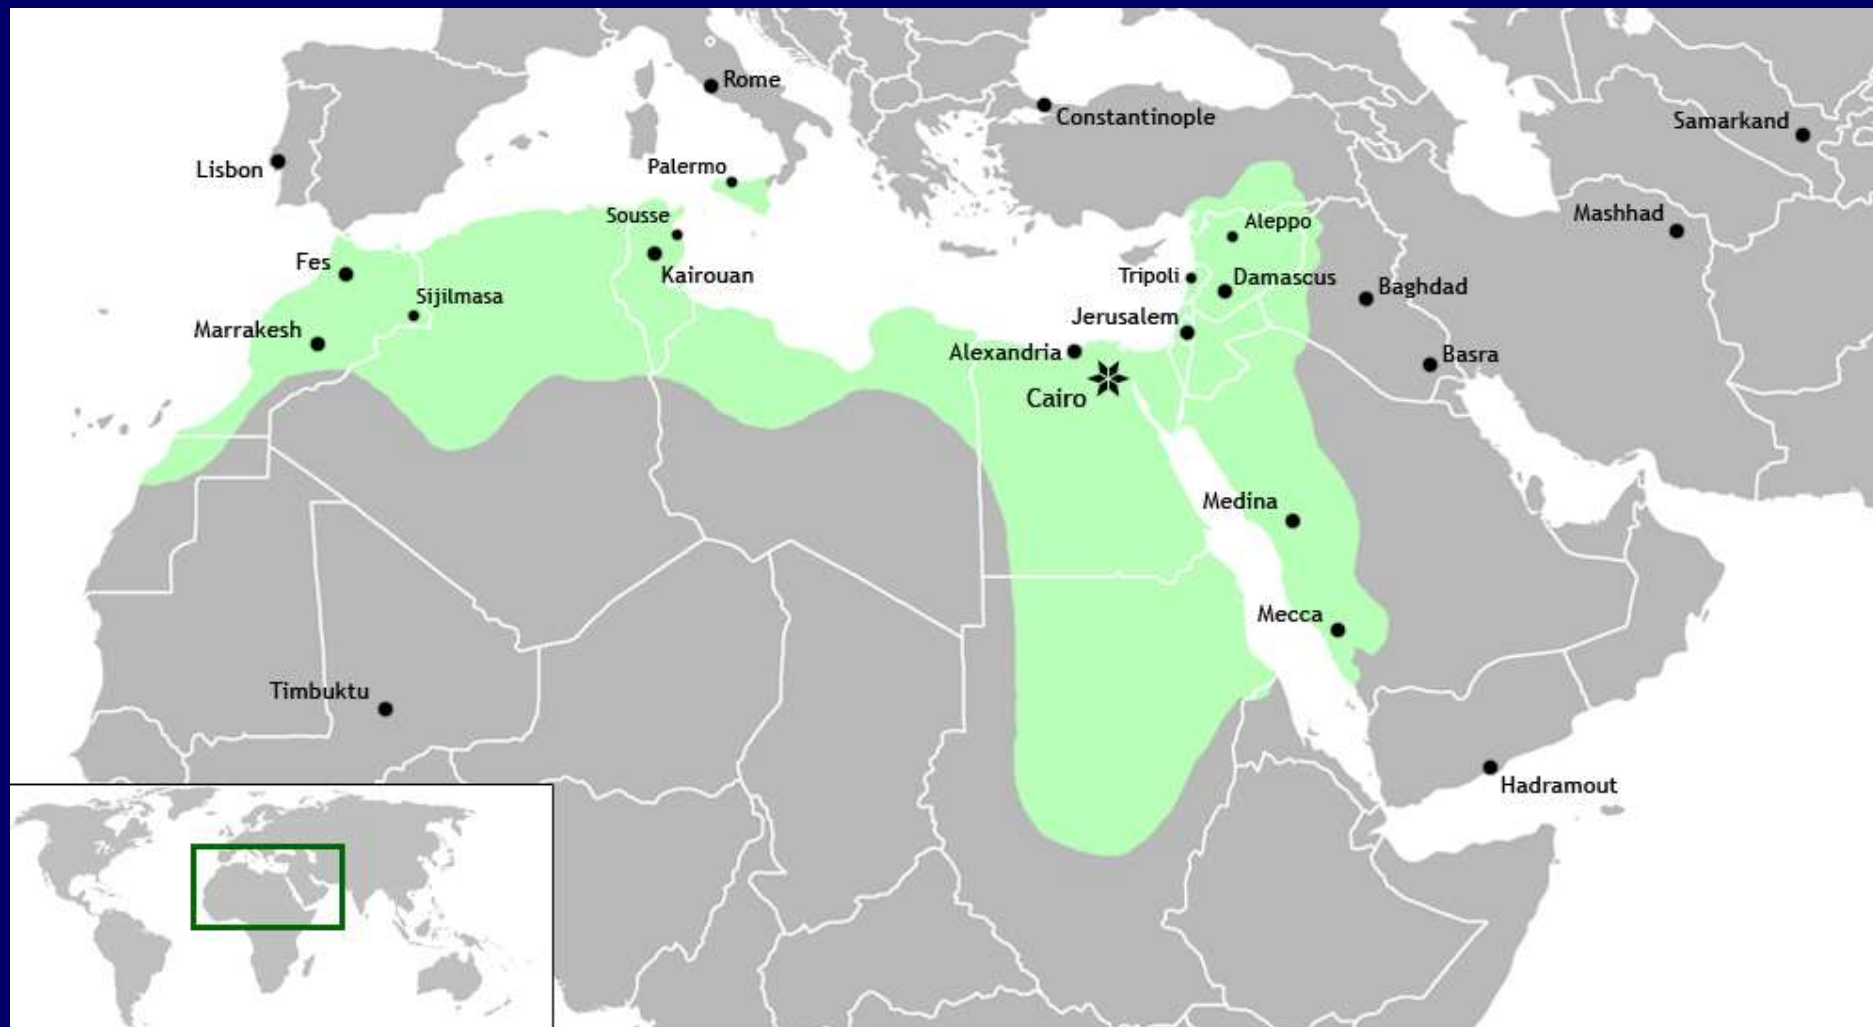 Rome
Constantinople
Samarkand
Lisbon
Palermo
Sousse
Aleppo
Mashhad
Fes
Kairouan
Tripoli
Damascus
Baghdad
Sijilmasa
Marrakesh
Jerusalem
Alexandria
Basra
Cairo
Medina
Mecca
Timbuktu
Hadramout